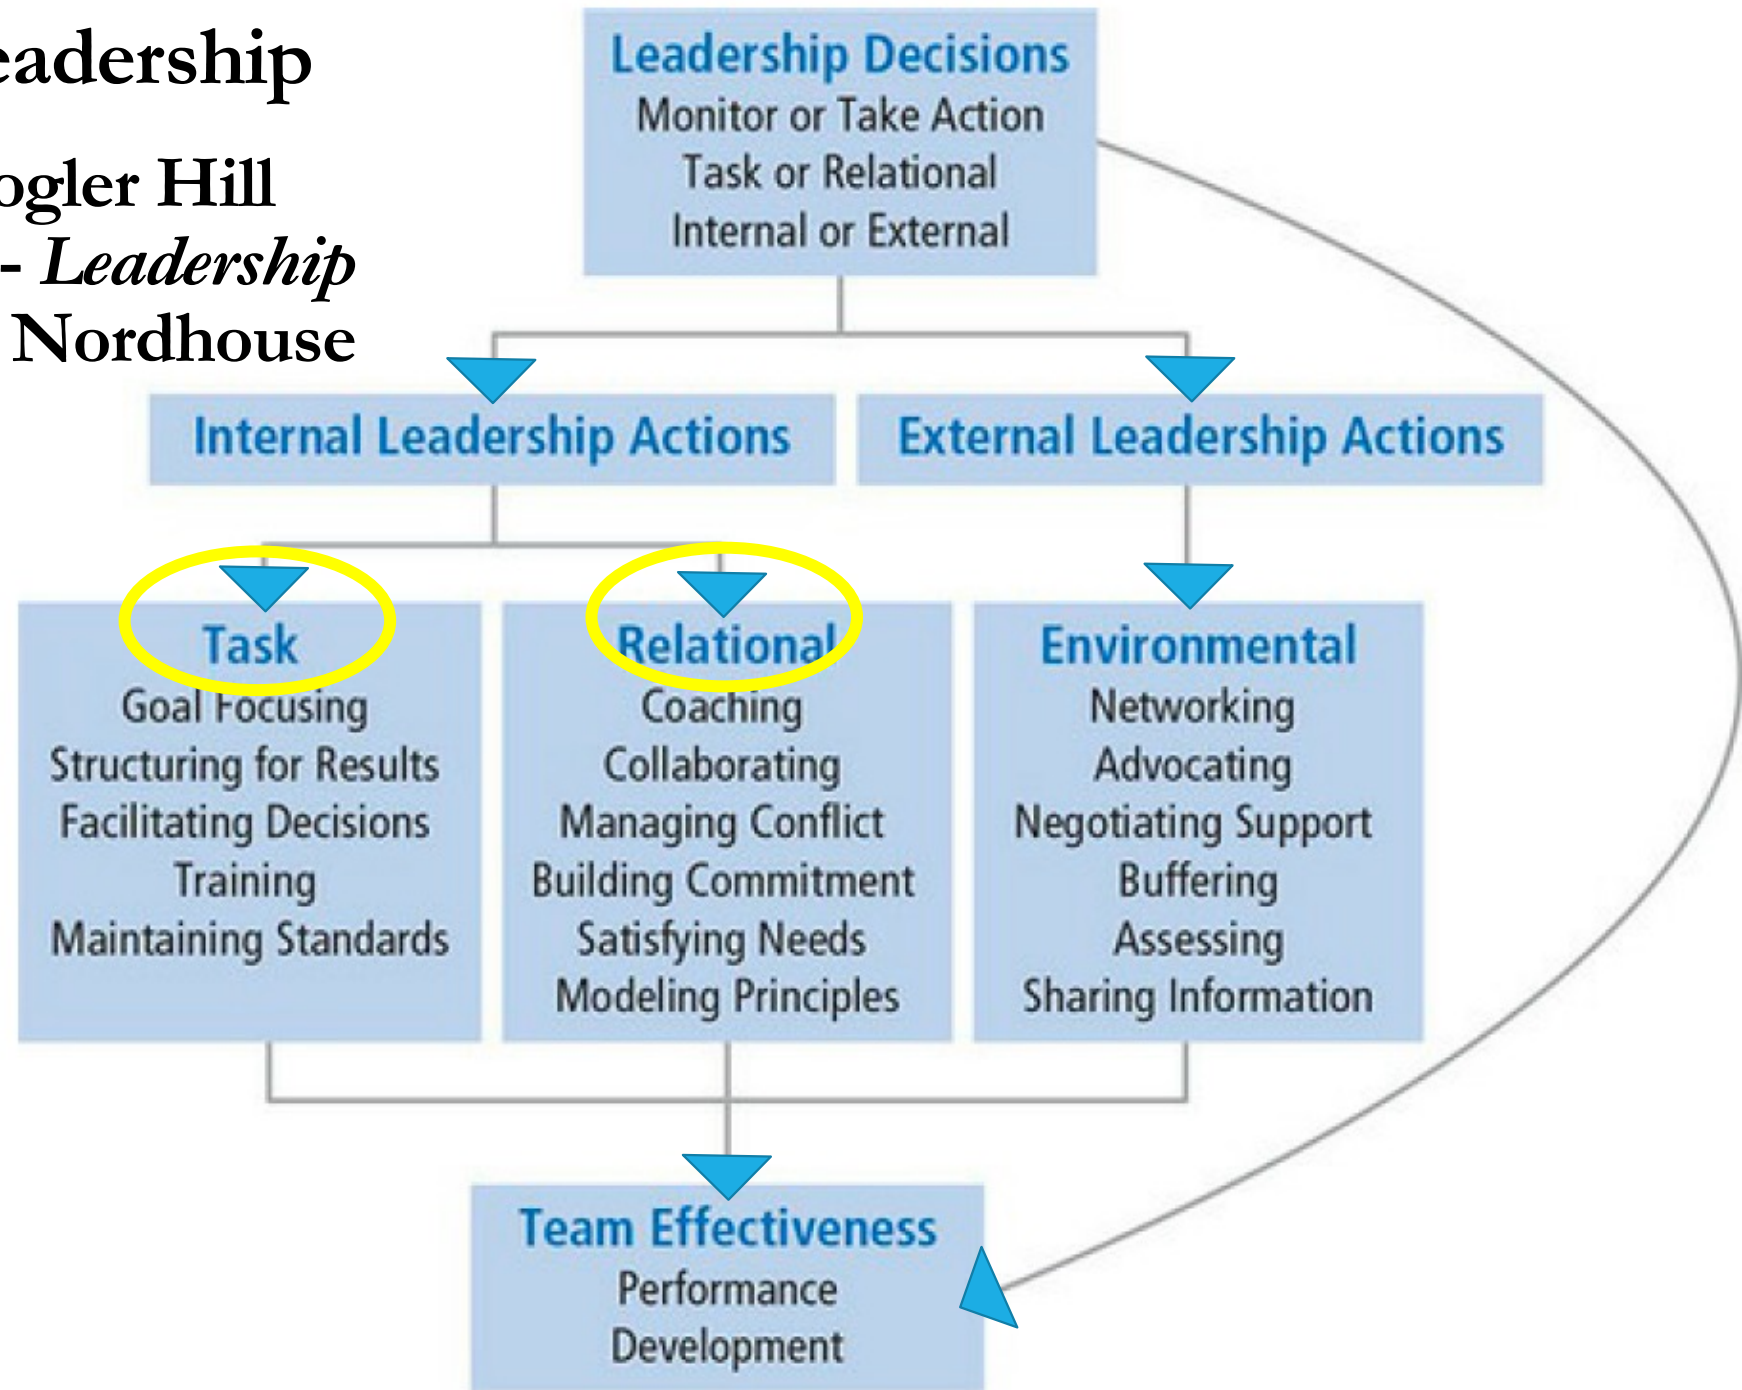 eadership
ogler Hill
- Leadership
Nordhouse
Leadership Decisions
Monitor or Take Action
Task or Relational
Internal or External
Internal Leadership Actions
External Leadership Actions
Task
Goal Focusing
Structuring for Results
Facilitating Decisions
Training
Maintaining Standards
Relational
Coaching
Collaborating
Managing Conflict
Building Commitment
Satisfying Needs
Modeling Principles
Environmental
Networking
Advocating
Negotiating Support
Buffering
Assessing
Sharing Information
Team Effectiveness
Performance
Development